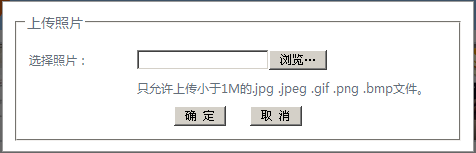 上传照片
选择照片： 浏览…
只允许上传小于1M的.jpg .jpeg .gif .png .bmp文件。
确 定 取 消